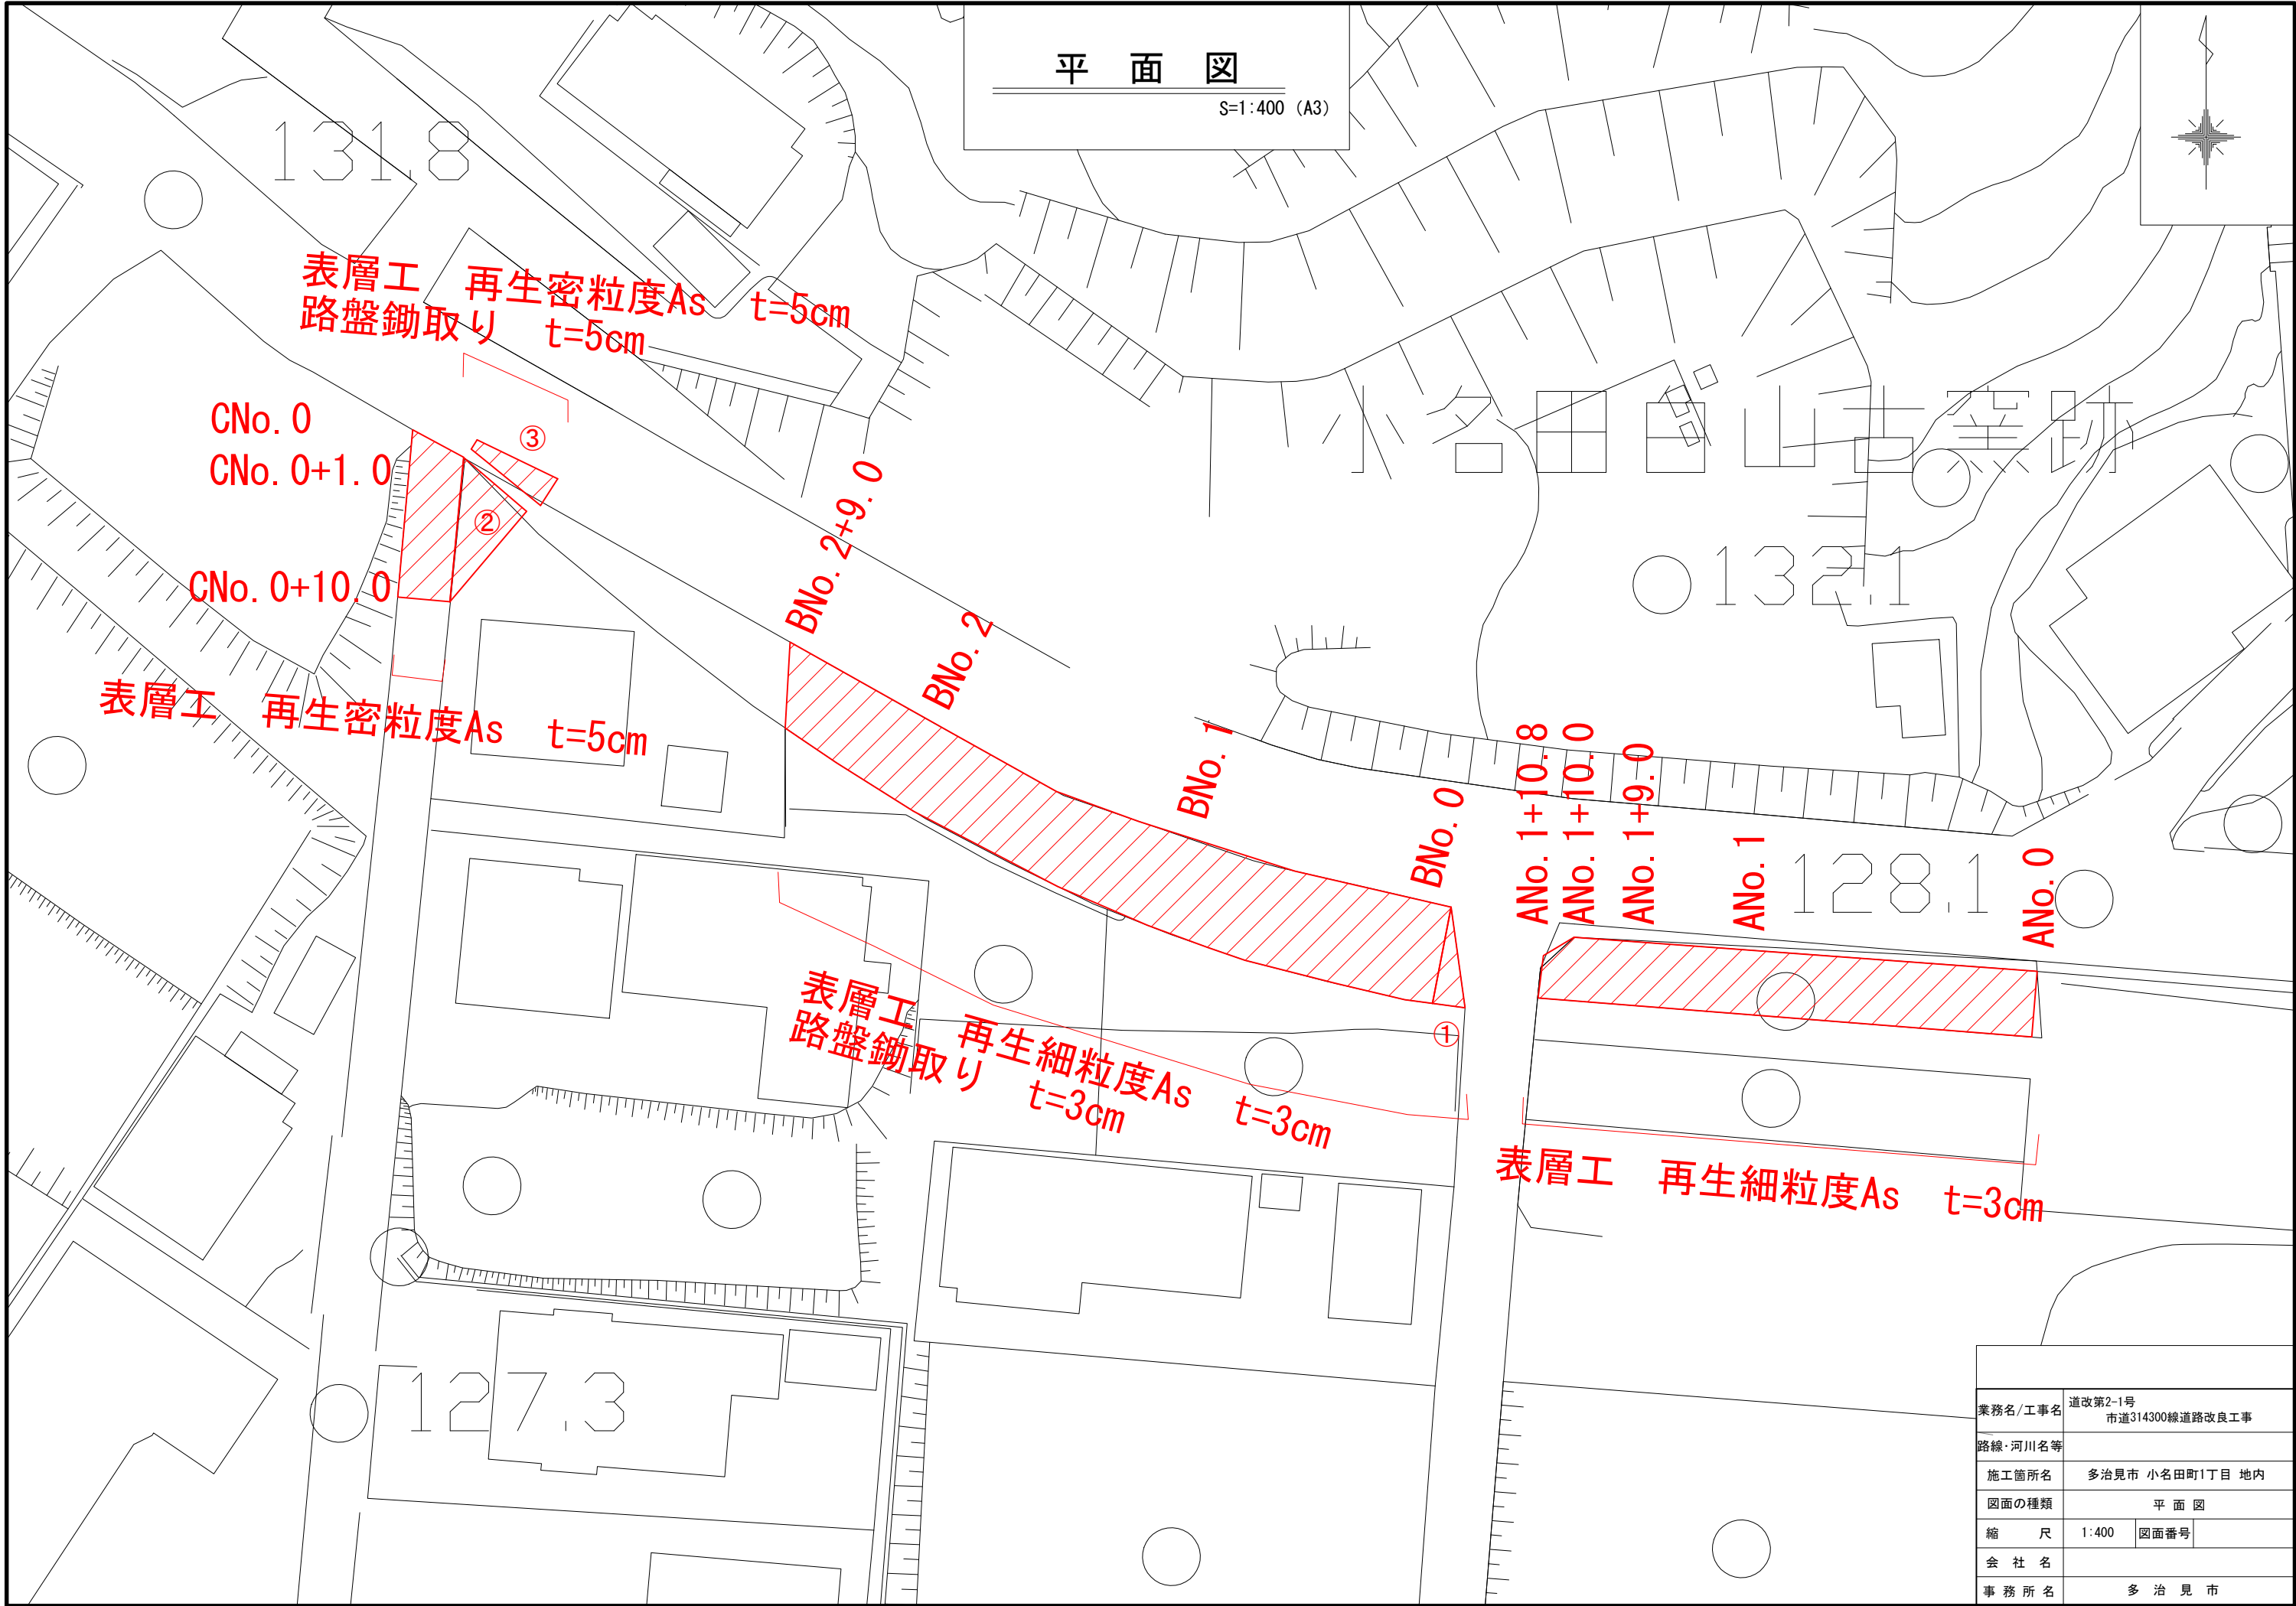 平面図
S=1:400 (A3)
131.8
表層工 再生密粒度As t=5cm
路盤鋤取り t=5cm
CNo.0
CNo.0+1.0
CNo.0+10.0
③
②
表層工 再生密粒度As t=5cm
BNo.2+9.0
BNo.2
BNo.1
BNo.0
小名田窯山古窯跡
132.1
ANo.1+10.8
ANo.1+10.0
ANo.1+9.0
ANo.1
128.1
ANo.0
①
表層工 再生細粒度As t=3cm
路盤鋤取り t=3cm
表層工 再生細粒度As t=3cm
127.3
業務名/工事名 道改第2-1号
市道314300線道路改良工事
路線・河川名等
施工箇所名 多治見市 小名田町1丁目 地内
図面の種類 平面図
縮尺 1:400 図面番号
会社名
事務所名 多治見市